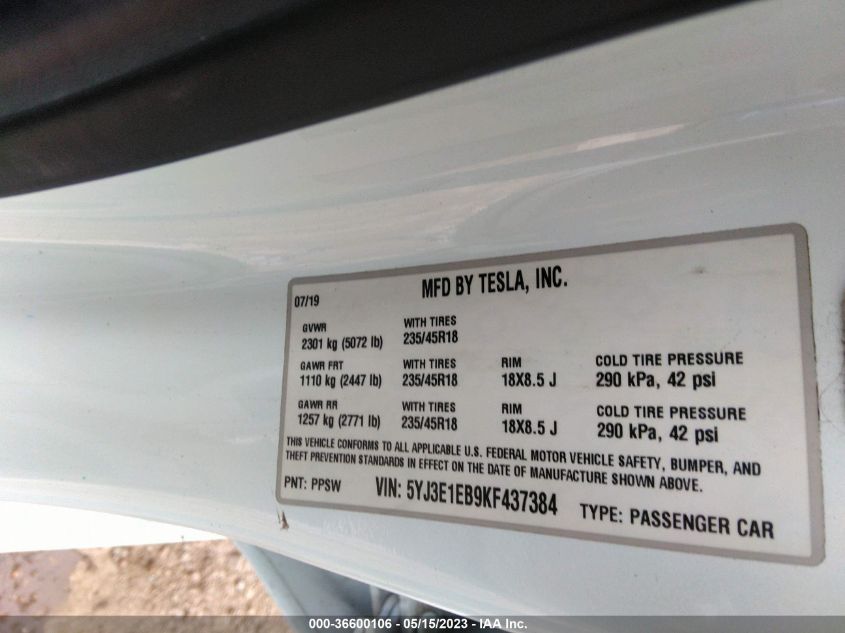 MFD BY TESLA, INC.
07/19
GVWR
2301 kg (5072 lb)
WITH TIRES
235/45R18
GAWR FRT
1110 kg (2447 lb)
WITH TIRES
235/45R18
RIM
18X8.5 J
COLD TIRE PRESSURE
290 kPa, 42 psi
GAWR RR
1257 kg (2771 lb)
WITH TIRES
235/45R18
RIM
18X8.5 J
COLD TIRE PRESSURE
290 kPa, 42 psi
THIS VEHICLE CONFORMS TO ALL APPLICABLE U.S. FEDERAL MOTOR VEHICLE SAFETY, BUMPER, AND
THEFT PREVENTION STANDARDS IN EFFECT ON THE DATE OF MANUFACTURE SHOWN ABOVE.
PNT: PPSW
VIN: 5YJ3E1EB9KF437384
TYPE: PASSENGER CAR
000-36600106 - 05/15/2023 - IAA Inc.